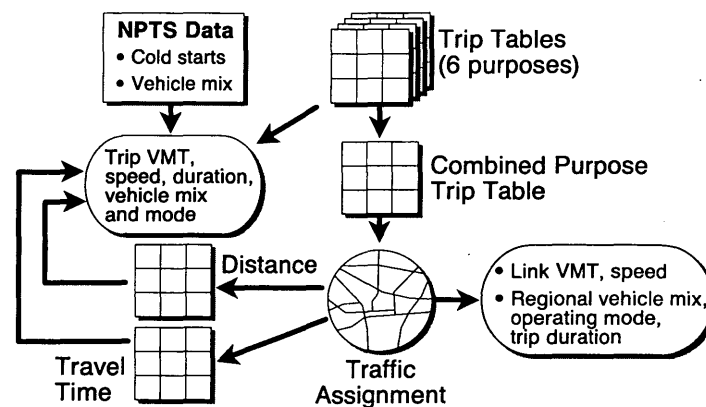 NPTS Data
• Cold starts
• Vehicle mix
Trip Tables
(6 purposes)
Trip VMT,
speed, duration,
vehicle mix
and mode
Combined Purpose
Trip Table
Distance
• Link VMT, speed
• Regional vehicle mix,
operating mode,
trip duration
Travel
Time
Traffic
Assignment